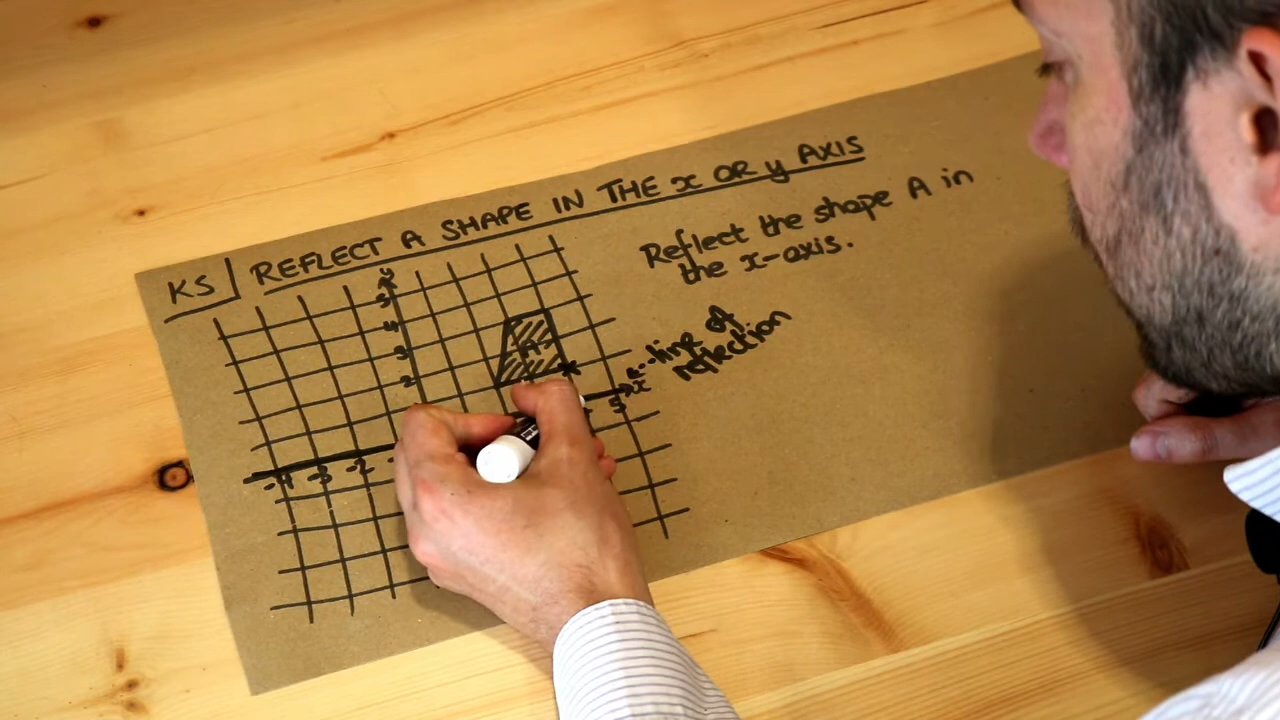 KS
REFLECT A SHAPE IN THE x OR y AXIS
Reflect the shape A in
the x-axis.
line of
reflection
y
5
4
3
2
A
x
-4 -3 -2
5